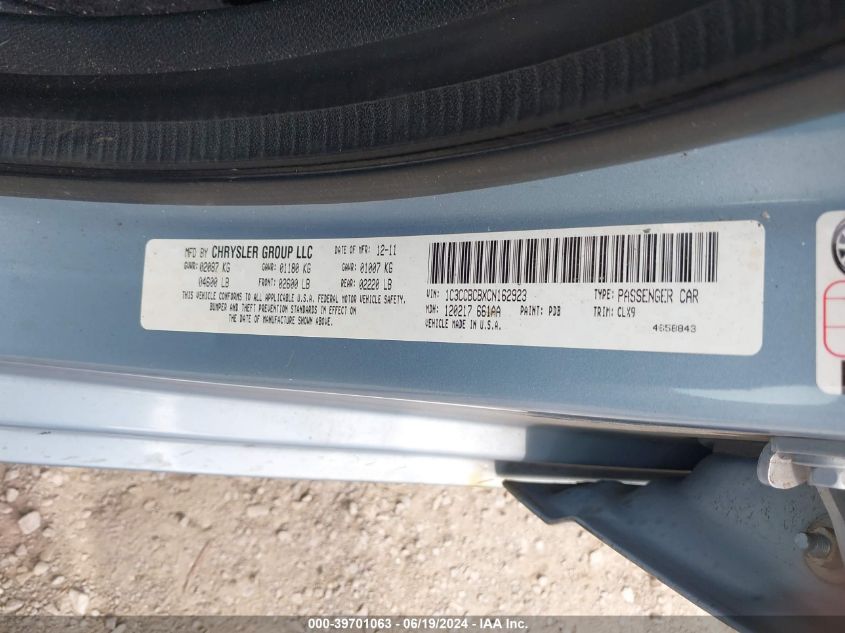 MFD BY CHRYSLER GROUP LLC DATE OF MFR: 12-11
GVWR: 02087 KG GAWR: 01180 KG GAWR: 01007 KG
04600 LB FRONT: 02600 LB REAR: 02220 LB
THIS VEHICLE CONFORMS TO ALL APPLICABLE U.S.A. FEDERAL MOTOR VEHICLE SAFETY,
BUMPER AND THEFT PREVENTION STANDARDS IN EFFECT ON
THE DATE OF MANUFACTURE SHOWN ABOVE.
VIN: 1C3CCBCBXCN162923 TYPE: PASSENGER CAR
MDH: 120217 661AA PAINT: PDB TRIM: CLX9
VEHICLE MADE IN U.S.A. 4658843
000-39701063 - 06/19/2024 - IAAI, Inc.